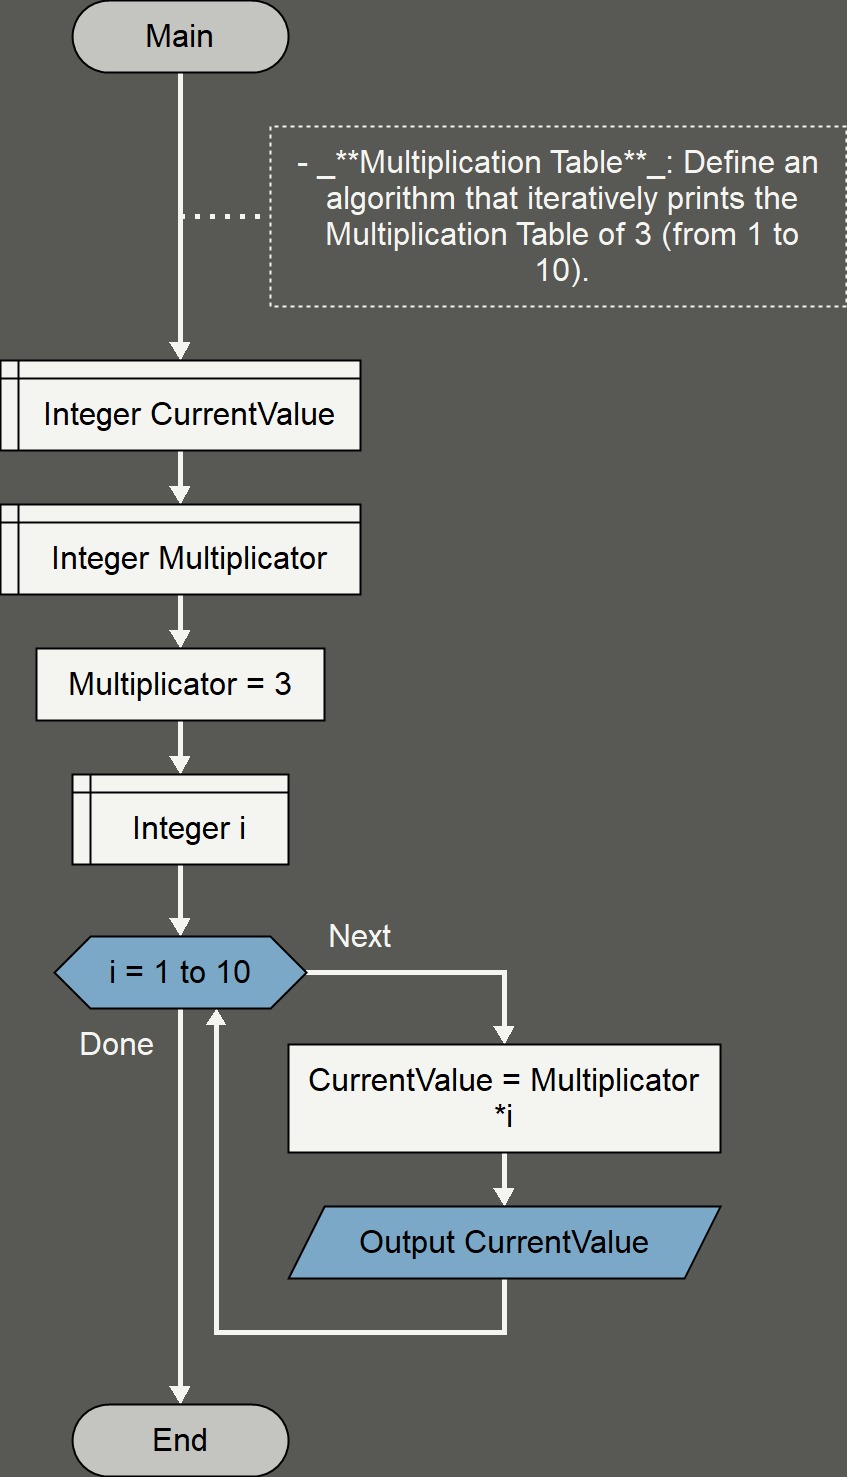 Main
- _**Multiplication Table**_: Define an
algorithm that iteratively prints the
Multiplication Table of 3 (from 1 to
10).
Integer CurrentValue
Integer Multiplicator
Multiplicator = 3
Integer i
i = 1 to 10
Next
Done
CurrentValue = Multiplicator
*i
Output CurrentValue
End